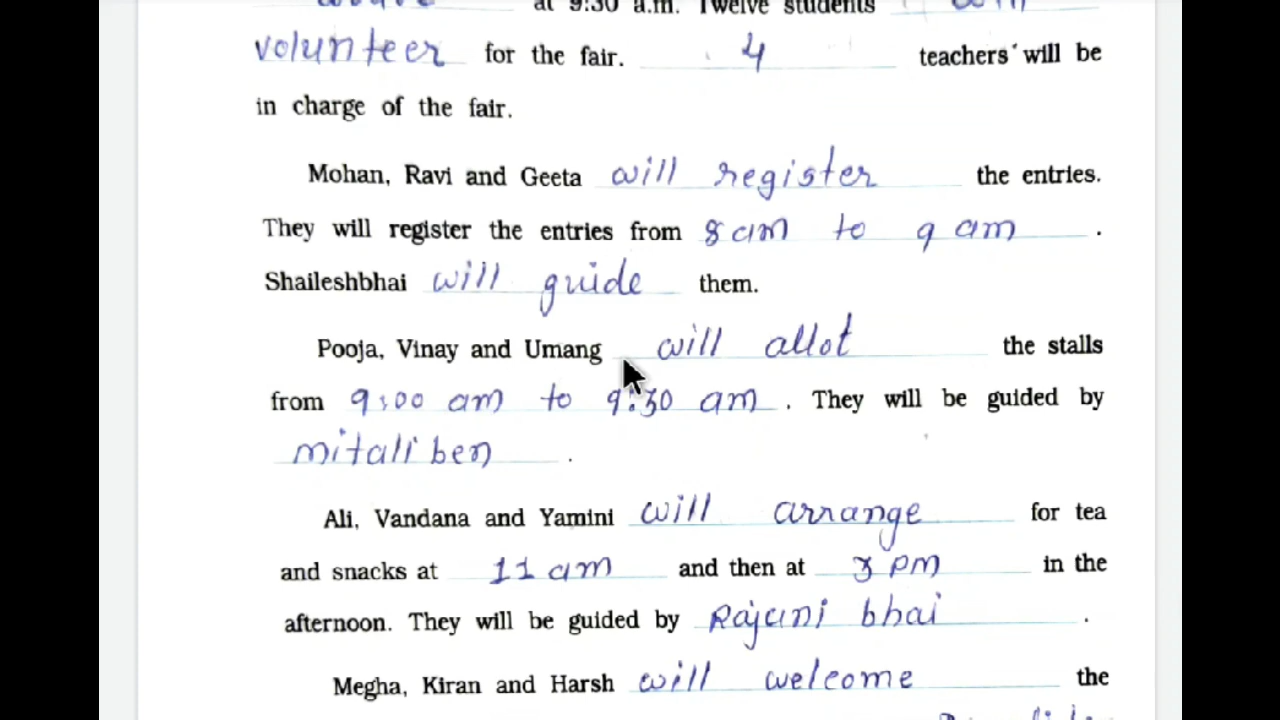 at 9:30 a.m. Twelve students will
volunteer for the fair. 4 teachers will be
in charge of the fair.
Mohan, Ravi and Geeta will register the entries.
They will register the entries from 8 am to 9 am .
Shaileshbhai will guide them.
Pooja, Vinay and Umang will allot the stalls
from 9:00 am to 9:30 am . They will be guided by
mitali ben .
Ali, Vandana and Yamini will arrange for tea
and snacks at 11 am and then at 3 pm in the
afternoon. They will be guided by Rajani bhai .
Megha, Kiran and Harsh will welcome the